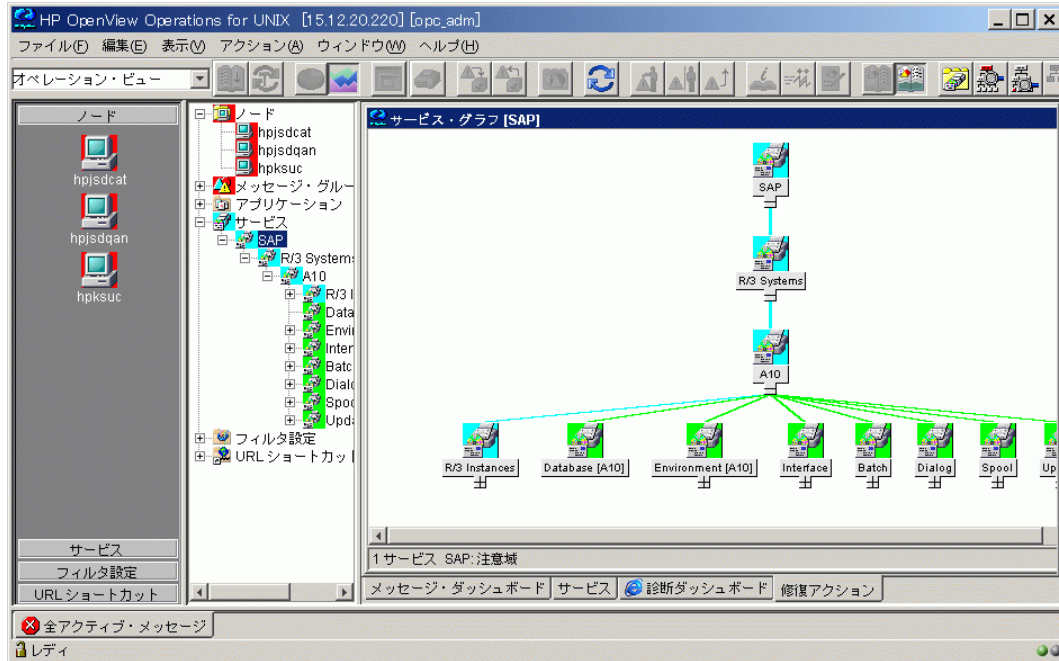 HP OpenView Operations for UNIX [15.12.20.220] [opc_adm]
ファイル(F) 編集(E) 表示(V) アクション(A) ウィンドウ(W) ヘルプ(H)
オペレーション・ビュー
ノード
hpjsdcat
hpjsdqan
hpksuc
サービス
フィルタ設定
URLショートカット
ノード
hpjsdcat
hpjsdqan
hpksuc
メッセージ・グルー
アプリケーション
サービス
SAP
R/3 Systems
A10
R/3 I
Data
Envir
Inter
Batc
Dialo
Spoo
Upda
フィルタ設定
URLショートカット
サービス・グラフ [SAP]
SAP
R/3 Systems
A10
R/3 Instances
Database [A10]
Environment [A10]
Interface
Batch
Dialog
Spool
Up
1サービス SAP:注意域
メッセージ・ダッシュボード サービス 診断ダッシュボード 修復アクション
全アクティブ・メッセージ
レディ